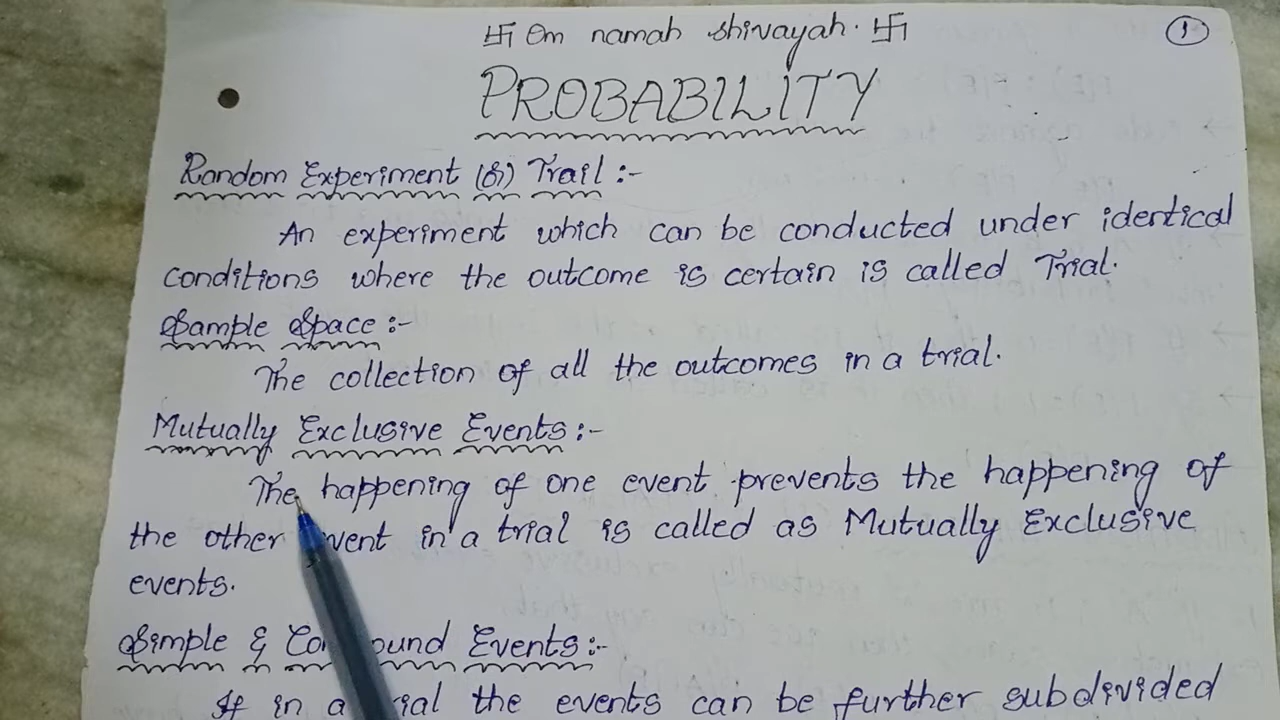 卐 Om namah shivayah. 卐
1
PROBABILITY
Random Experiment (or) Trail :-
An experiment which can be conducted under identical
conditions where the outcome is certain is called Trial.
Sample Space :-
The collection of all the outcomes in a trial.
Mutually Exclusive Events :-
The happening of one event prevents the happening of
the other event in a trial is called as Mutually Exclusive
events.
Simple & Compound Events :-
If in a trial the events can be further subdivided